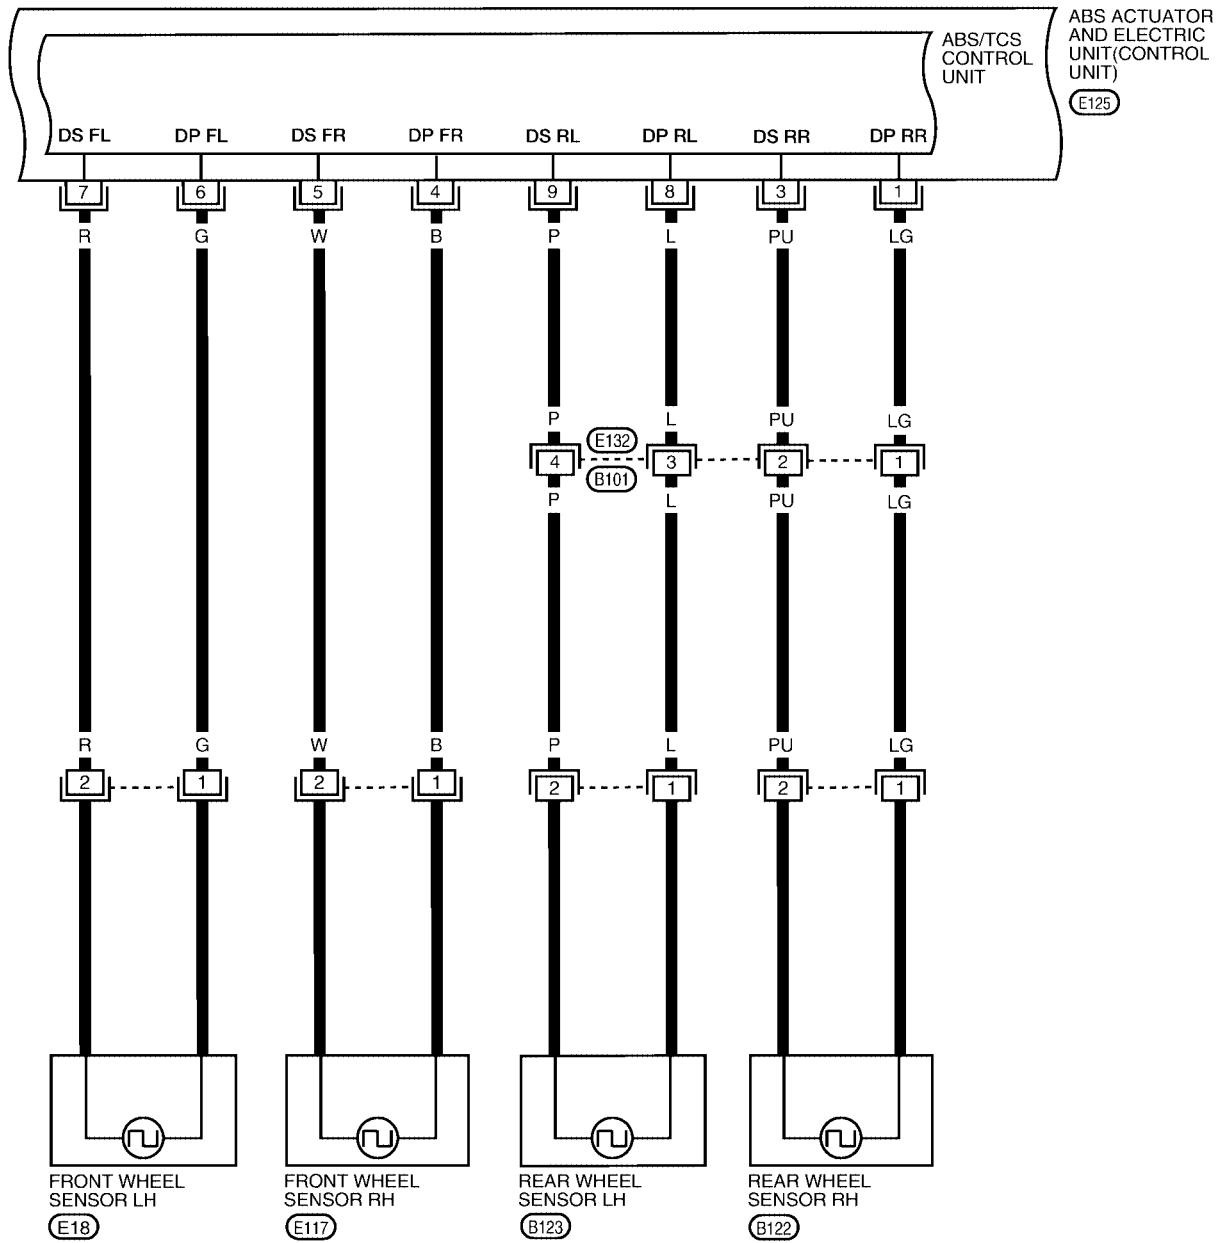 ABS ACTUATOR
AND ELECTRIC
UNIT(CONTROL
UNIT)
E125
ABS/TCS
CONTROL
UNIT
DS FL DP FL DS FR DP FR DS RL DP RL DS RR DP RR
7 6 5 4 9 8 3 1
R G W B P L PU LG
P L PU LG
E132
4 3 2 1
B101
P L PU LG
R G W B P L PU LG
2 1 2 1 2 1 2 1
FRONT WHEEL
SENSOR LH
E18
FRONT WHEEL
SENSOR RH
E117
REAR WHEEL
SENSOR LH
B123
REAR WHEEL
SENSOR RH
B122